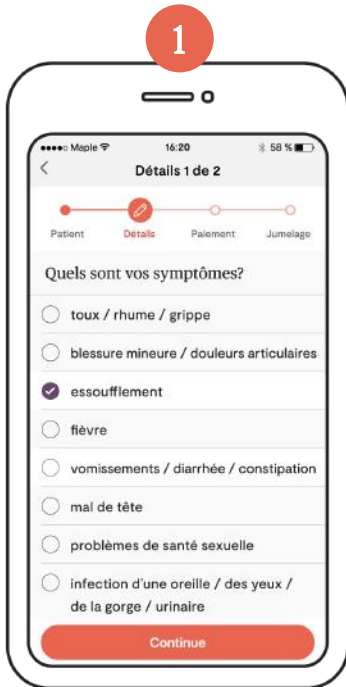 1
Maple 16:20 58 %
Détails 1 de 2
Patient Détails Paiement Jumelage
Quels sont vos symptômes?
toux / rhume / grippe
blessure mineure / douleurs articulaires
essoufflement
fièvre
vomissements / diarrhée / constipation
mal de tête
problèmes de santé sexuelle
infection d'une oreille / des yeux /
de la gorge / urinaire
Continue